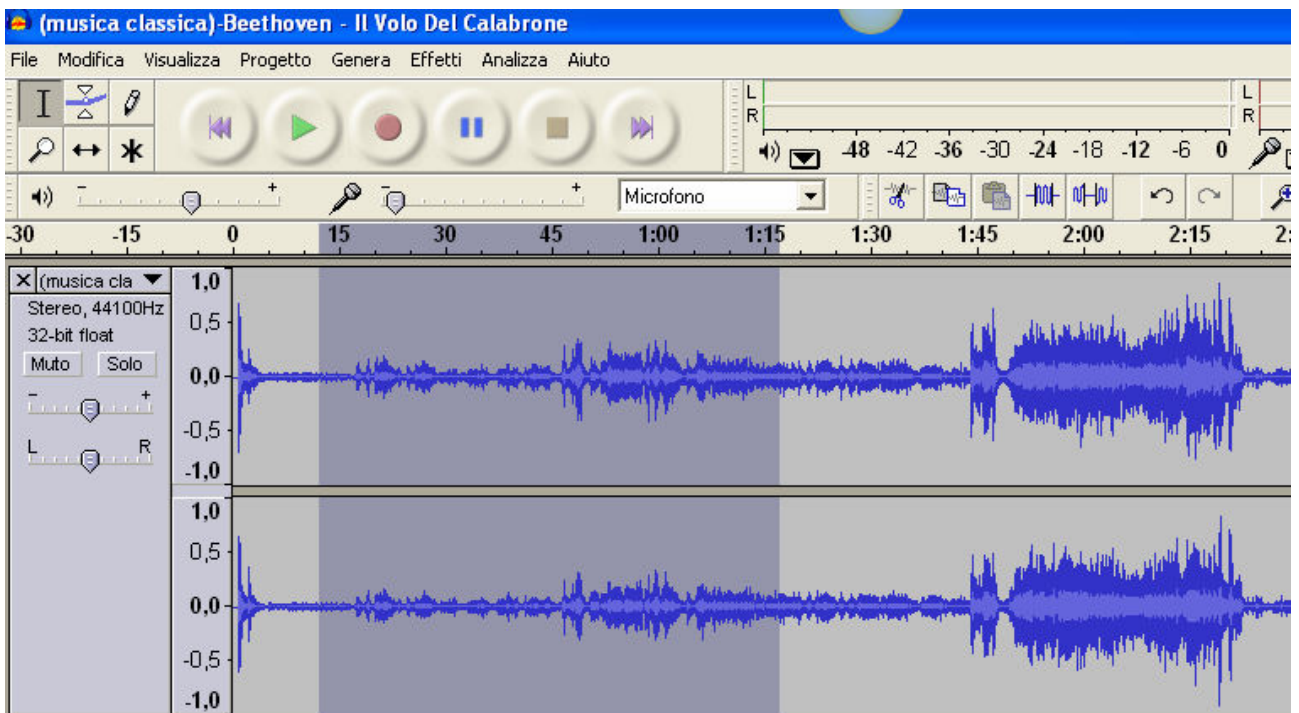 (musica classica)-Beethoven - Il Volo Del Calabrone
File Modifica Visualizza Progetto Genera Effetti Analizza Aiuto
L
R
-48 -42 -36 -30 -24 -18 -12 -6 0
L
R
- +
- +
Microfono
-30 -15 0 15 30 45 1:00 1:15 1:30 1:45 2:00 2:15 2:
X (musica cla
Stereo, 44100Hz
32-bit float
Muto Solo
- +
L R
1,0
0,5
0,0
-0,5
-1,0
1,0
0,5
0,0
-0,5
-1,0